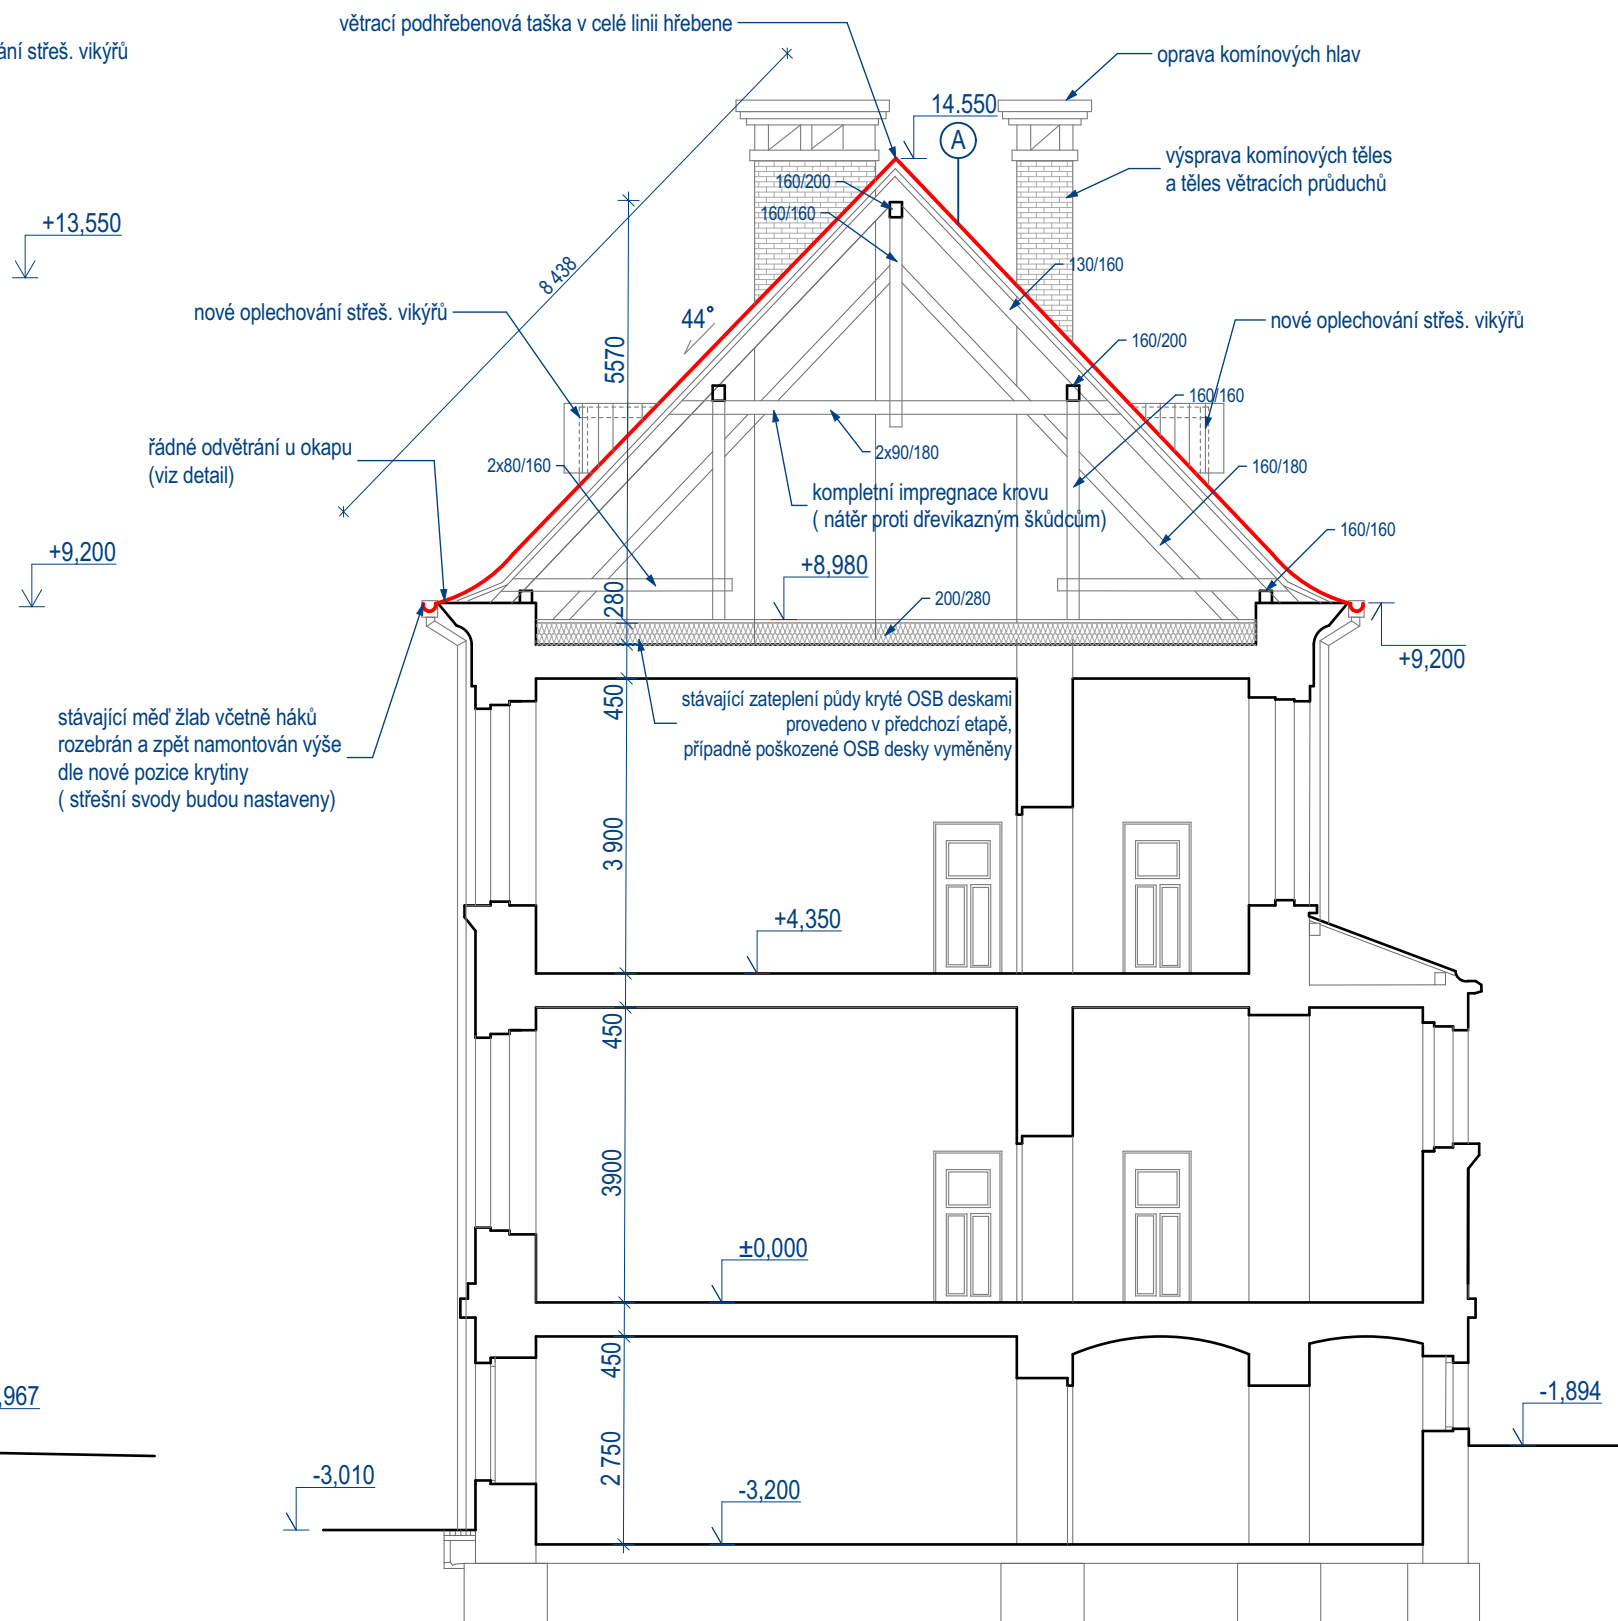 větrací podhřebenová taška v celé linii hřebene
ání střeš. vikýřů
oprava komínových hlav
14.550
A
výsprava komínových těles
a těles větracích průduchů
160/200
160/160
+13,550
8 438
130/160
nové oplechování střeš. vikýřů
44°
nové oplechování střeš. vikýřů
160/200
5570
160/160
řádné odvětrání u okapu
(viz detail)
2x80/160
2x90/180
160/180
kompletní impregnace krovu
( nátěr proti dřevikazným škůdcům)
160/160
+9,200
+8,980
280
200/280
+9,200
450
stávající zateplení půdy kryté OSB deskami
provedeno v předchozí etapě,
případně poškozené OSB desky vyměněny
stávající měď žlab včetně háků
rozebrán a zpět namontován výše
dle nové pozice krytiny
( střešní svody budou nastaveny)
3 900
+4,350
450
3900
±0,000
450
,967
-1,894
2 750
-3,010
-3,200